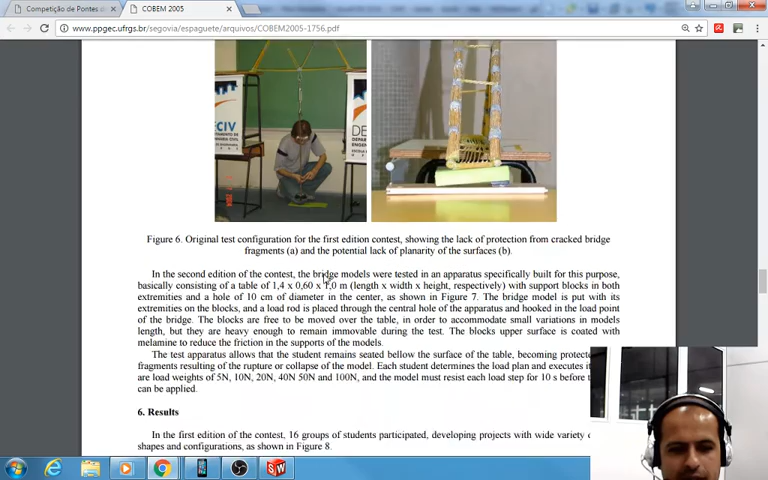 Competição de Pontes d
COBEM 2005
www.ppgec.ufrgs.br/segovia/espaguete/arquivos/COBEM2005-1756.pdf
ECIV
DE
Figure 6. Original test configuration for the first edition contest, showing the lack of protection from cracked bridge
fragments (a) and the potential lack of planarity of the surfaces (b).
In the second edition of the contest, the bridge models were tested in an apparatus specifically built for this purpose,
basically consisting of a table of 1,4 x 0,60 x 1,0 m (length x width x height, respectively) with support blocks in both
extremities and a hole of 10 cm of diameter in the center, as shown in Figure 7. The bridge model is put with its
extremities on the blocks, and a load rod is placed through the central hole of the apparatus and hooked in the load point
of the bridge. The blocks are free to be moved over the table, in order to accommodate small variations in models
length, but they are heavy enough to remain immovable during the test. The blocks upper surface is coated with
melamine to reduce the friction in the supports of the models.
The test apparatus allows that the student remains seated bellow the surface of the table, becoming protecte
fragments resulting of the rupture or collapse of the model. Each student determines the load plan and executes it
are load weights of 5N, 10N, 20N, 40N 50N and 100N, and the model must resist each load step for 10 s before t
can be applied.
6. Results
In the first edition of the contest, 16 groups of students participated, developing projects with wide variety
shapes and configurations, as shown in Figure 8.